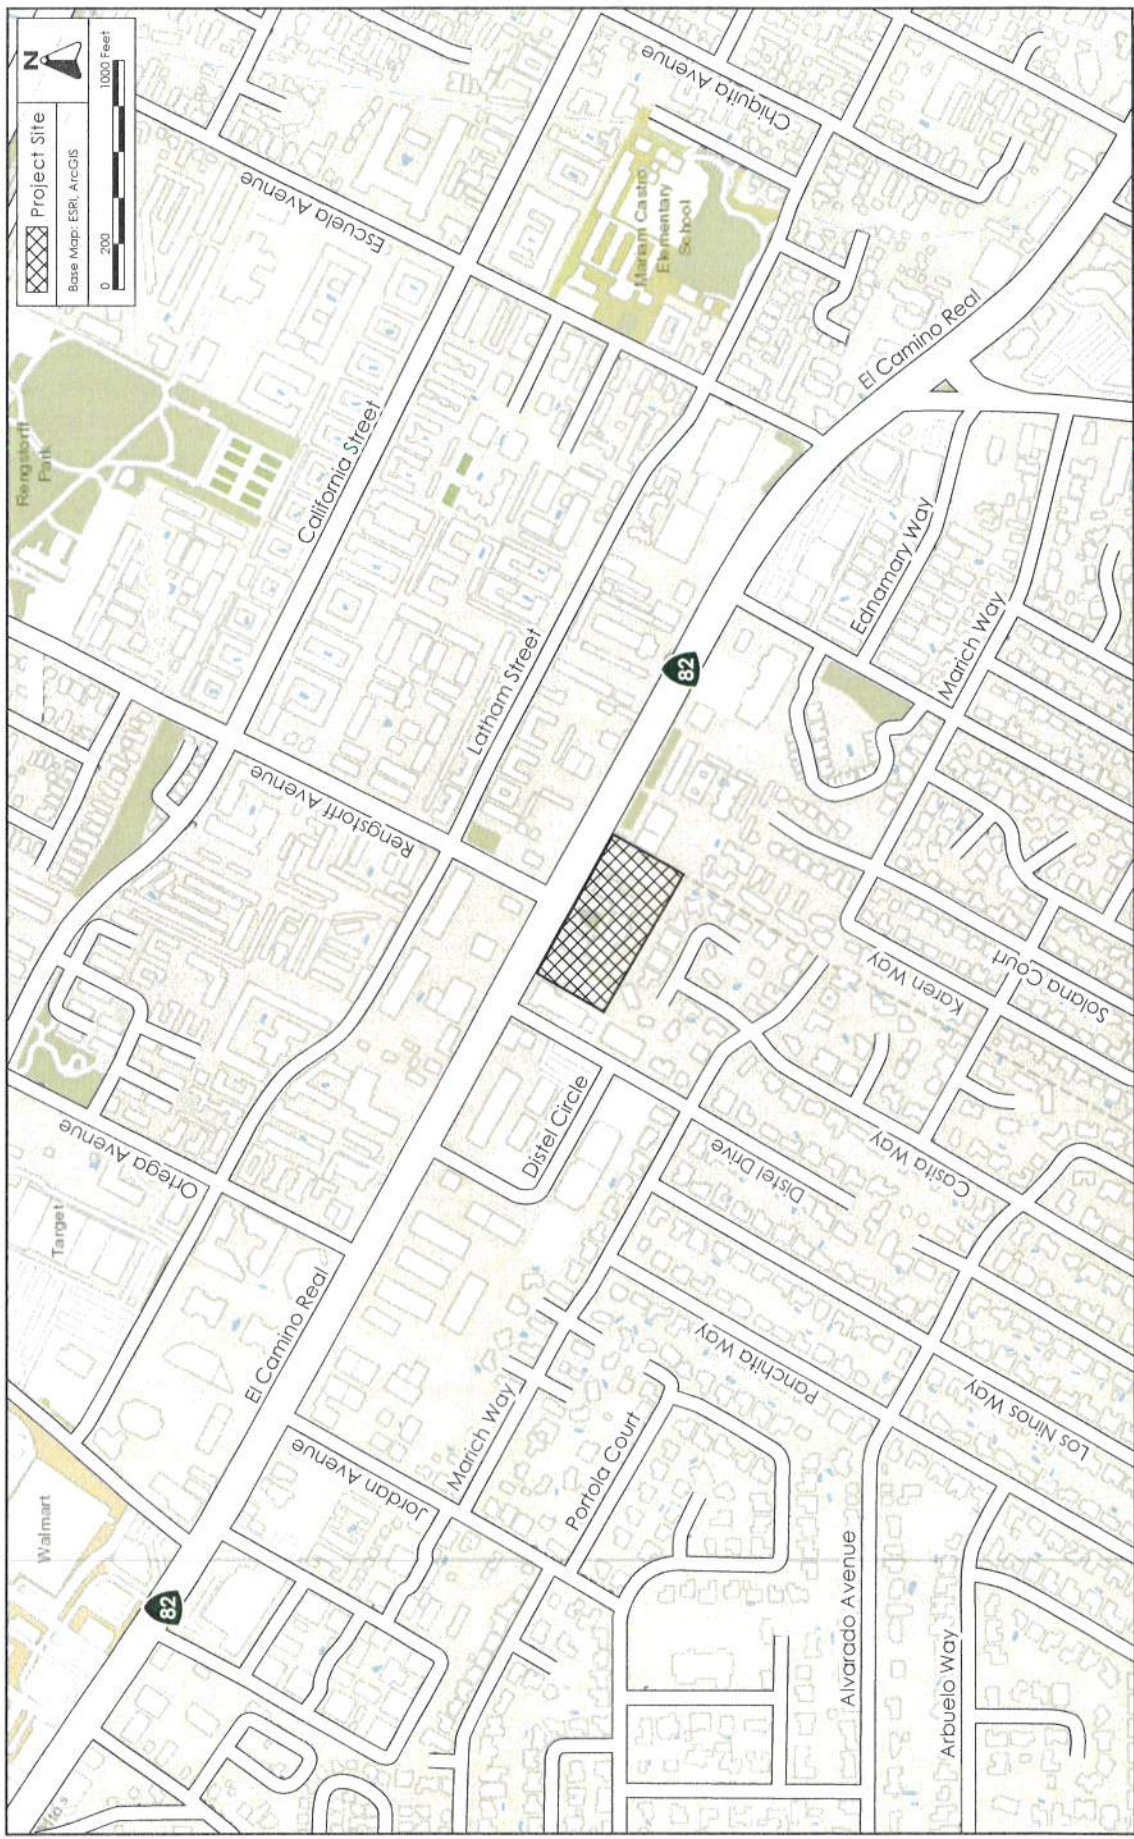 N
Project Site
Base Map: ESRI, ArcGIS
0
200
1000 Feet
Rengstorff
Park
Escuela Avenue
California Street
Chiquita Avenue
Mariam Castro
Elementary
School
El Camino Real
Ednamary Way
Marich Way
82
Latham Street
Rengstorff Avenue
Karen Way
Solana Court
Distel Circle
Distel Drive
Casita Way
Ortega Avenue
Target
El Camino Real
Panchita Way
Los Ninos Way
Marich Way
Jordan Avenue
Portola Court
Walmart
82
Alvarado Avenue
Arbuelo Way